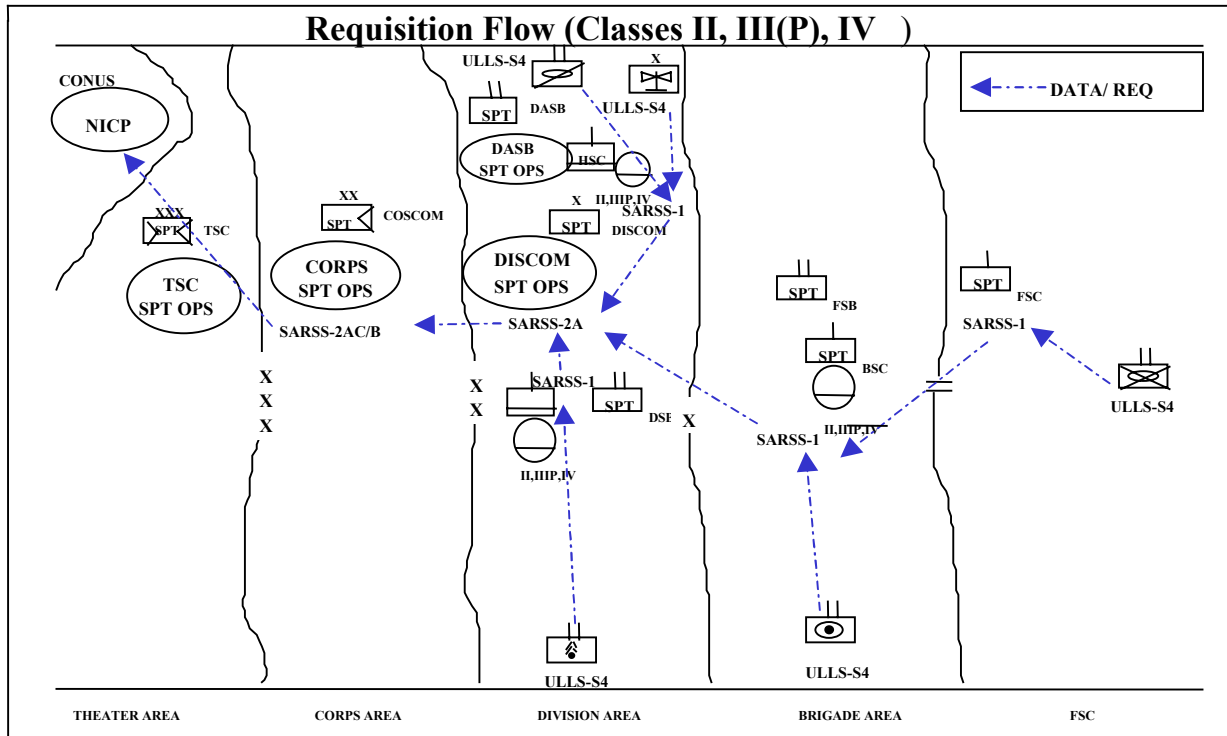 Requisition Flow (Classes II, III(P), IV )
DATA/ REQ
CONUS
NICP
XXX
SPT
TSC
TSC
SPT OPS
XX
SPT
COSCOM
CORPS
SPT OPS
SARSS-2AC/B
X
X
X
ULLS-S4
X
ULLS-S4
SPT
DASB
DASB
SPT OPS
HSC
II,IIIP,IV
SARSS-1
X
SPT
DISCOM
DISCOM
SPT OPS
SARSS-2A
X
X
SARSS-1
SPT
DSB
II,IIIP,IV
ULLS-S4
X
SPT
FSB
SPT
BSC
SARSS-1
II,IIIP,IV
ULLS-S4
SPT
FSC
SARSS-1
ULLS-S4
THEATER AREA
CORPS AREA
DIVISION AREA
BRIGADE AREA
FSC